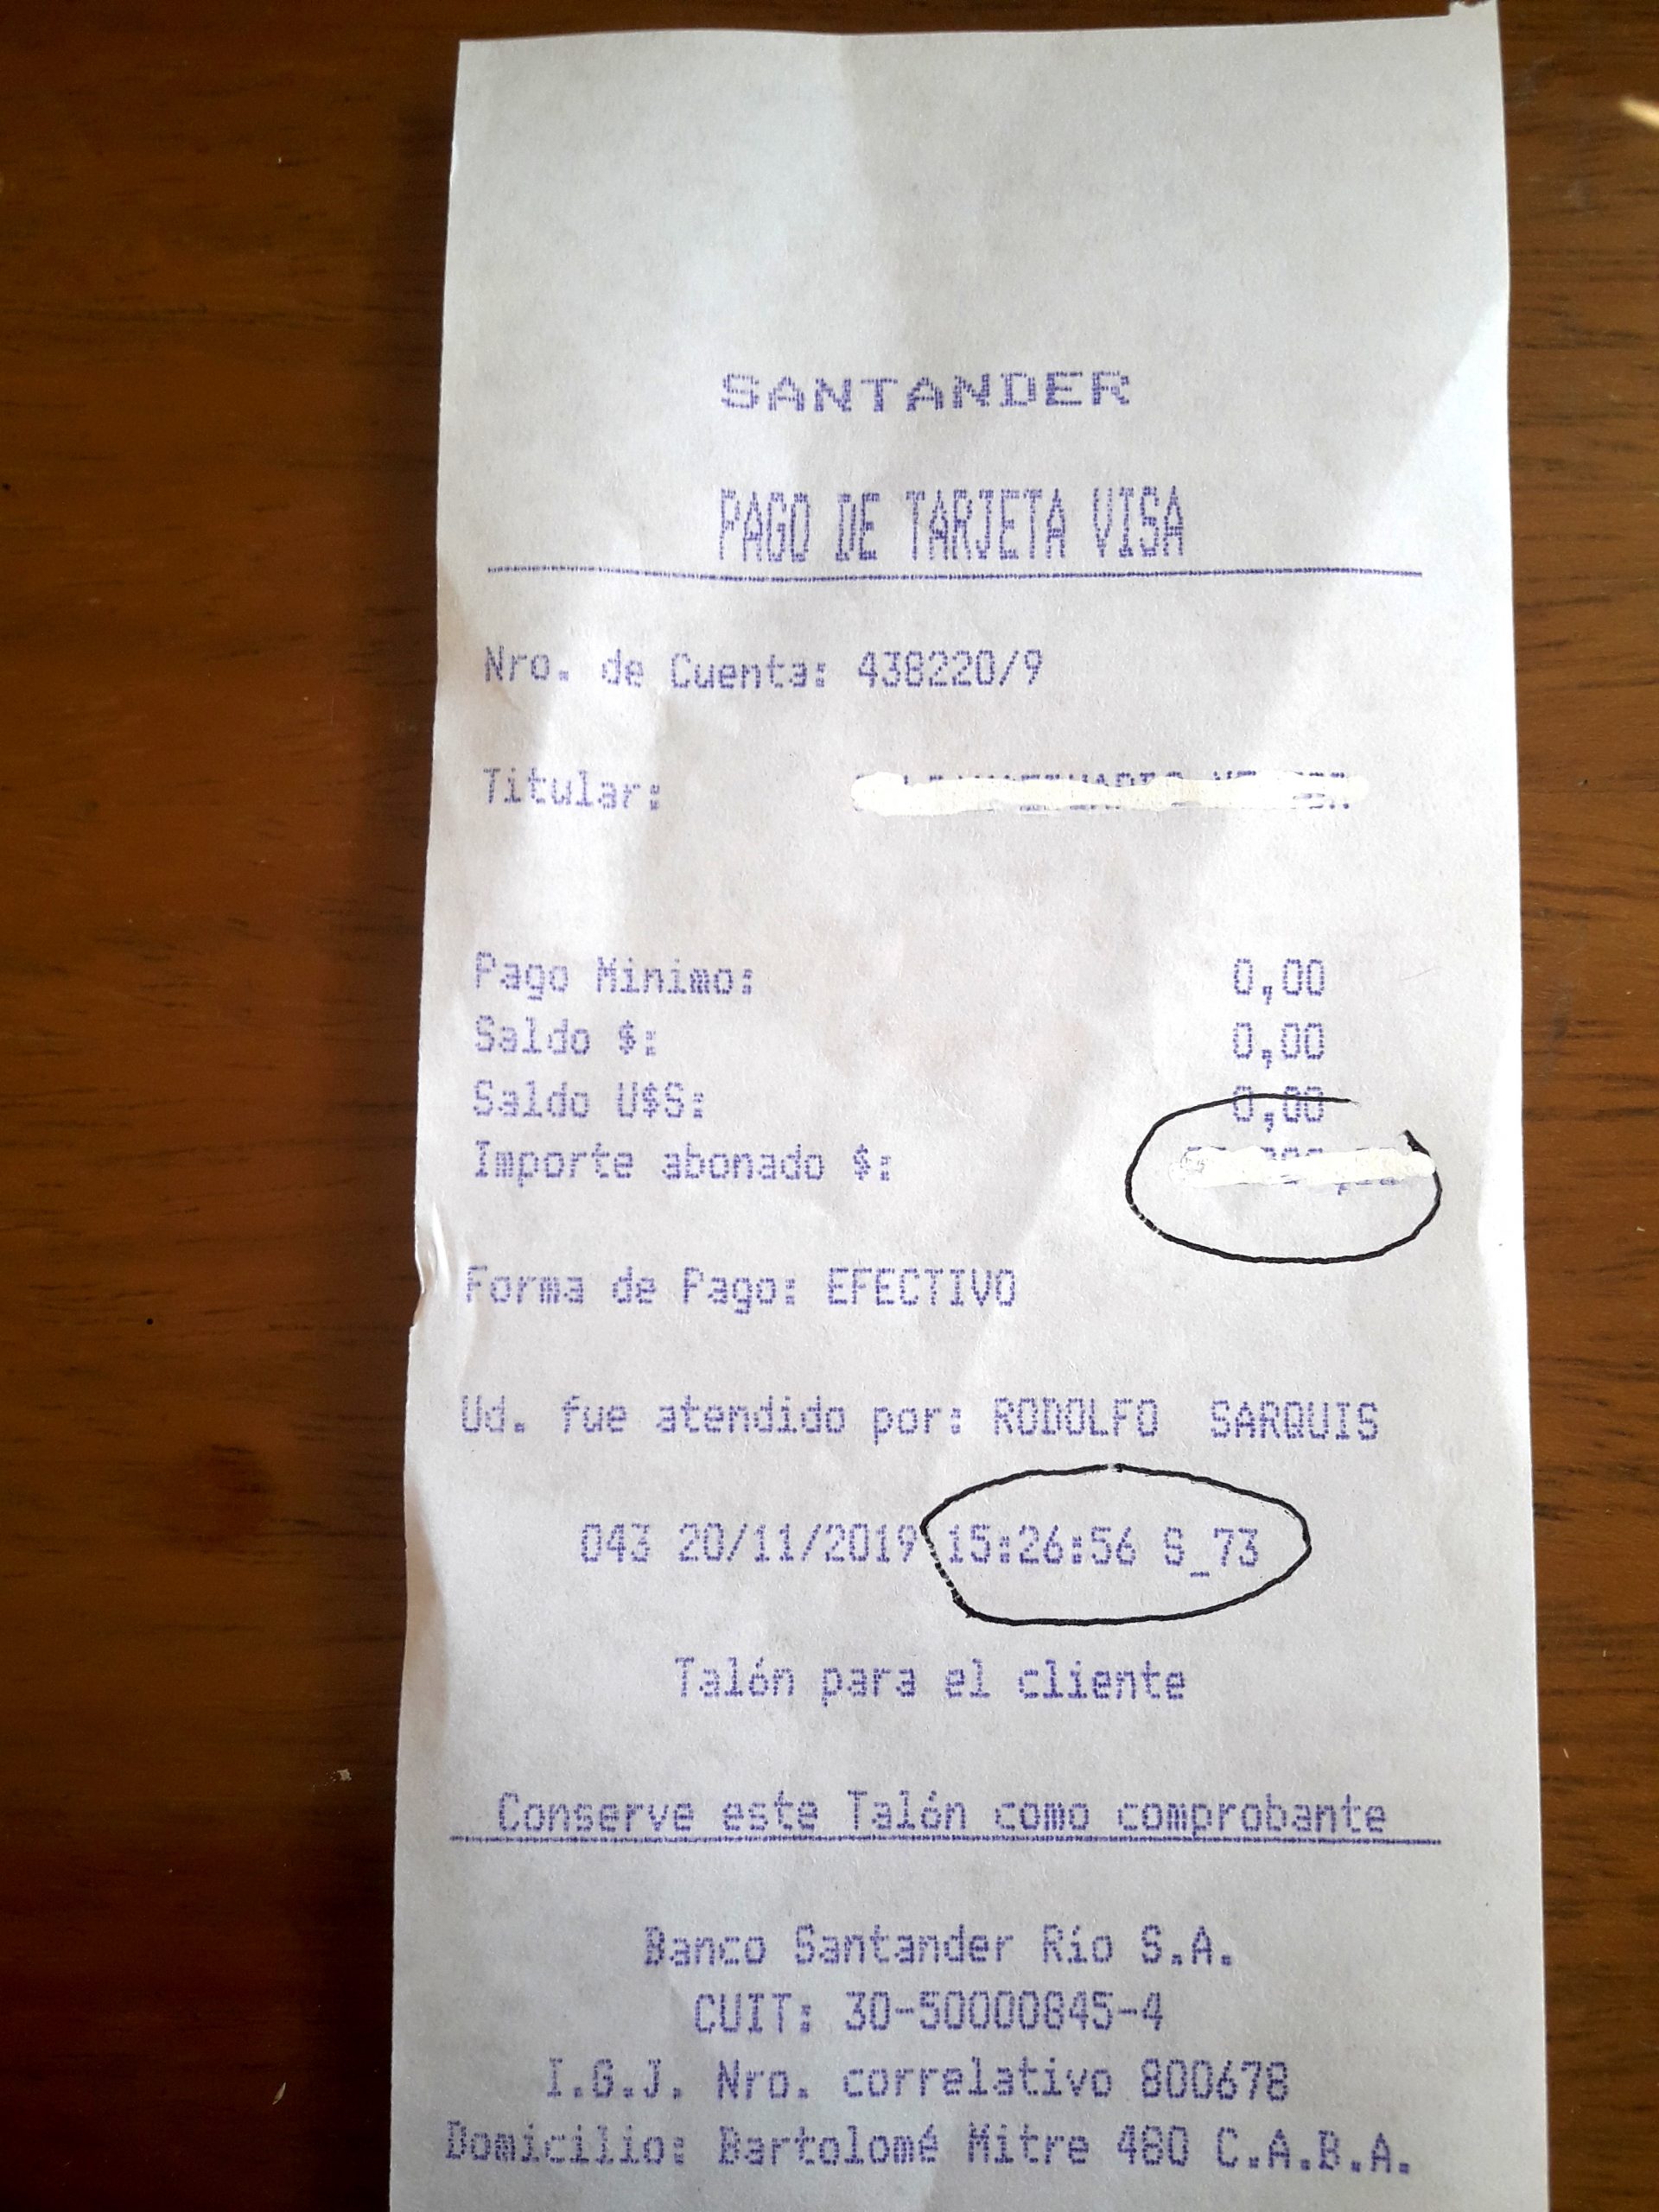 SANTANDER
PAGO DE TARJETA VISA
Nro. de Cuenta: 438220/9
Titular:
Pago Minimo: 0,00
Saldo $: 0,00
Saldo U$S: 0,00
Importe abonado $:
Forma de Pago: EFECTIVO
Ud. fue atendido por: RODOLFO SARQUIS
043 20/11/2019 15:26:56 S_73
Talón para el cliente
Conserve este Talón como comprobante
Banco Santander Río S.A.
CUIT: 30-50000845-4
I.G.J. Nro. correlativo 800678
Domicilio: Bartolomé Mitre 480 C.A.B.A.